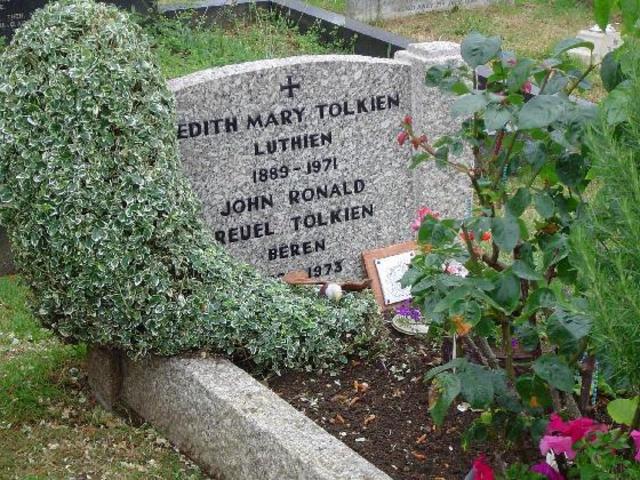 EDITH MARY TOLKIEN
LUTHIEN
1889-1971
JOHN RONALD
REUEL TOLKIEN
BEREN
1973